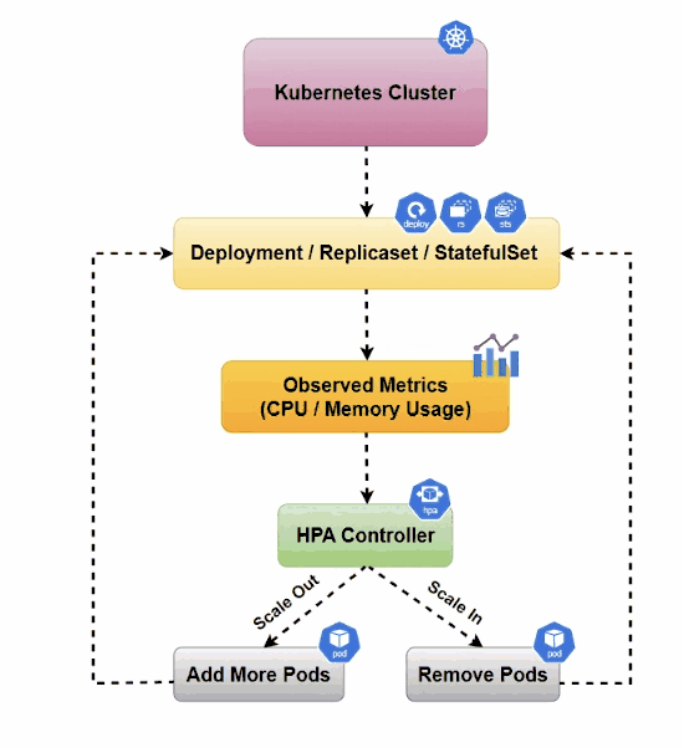 Kubernetes Cluster
deploy
rs
sts
Deployment / Replicaset / StatefulSet
Observed Metrics
(CPU / Memory Usage)
hpa
HPA Controller
Scale Out
Scale In
pod
pod
Add More Pods
Remove Pods